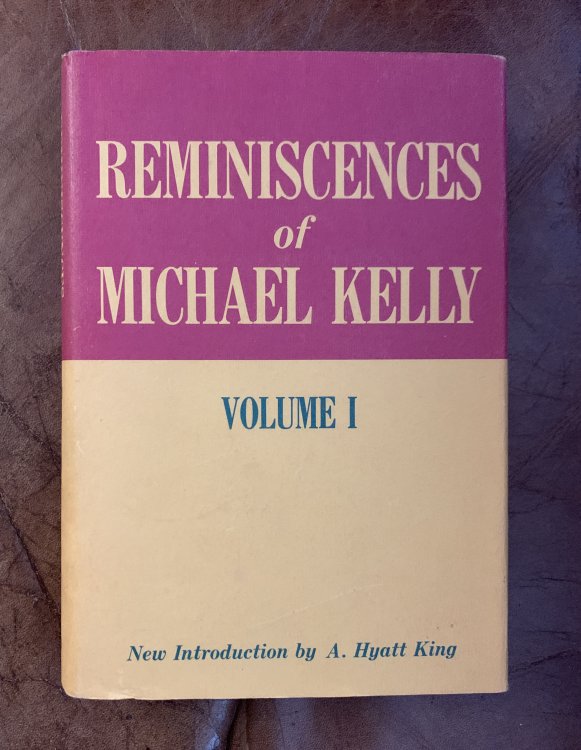 REMINISCENCES
of
MICHAEL KELLY
VOLUME I
New Introduction by A. Hyatt King